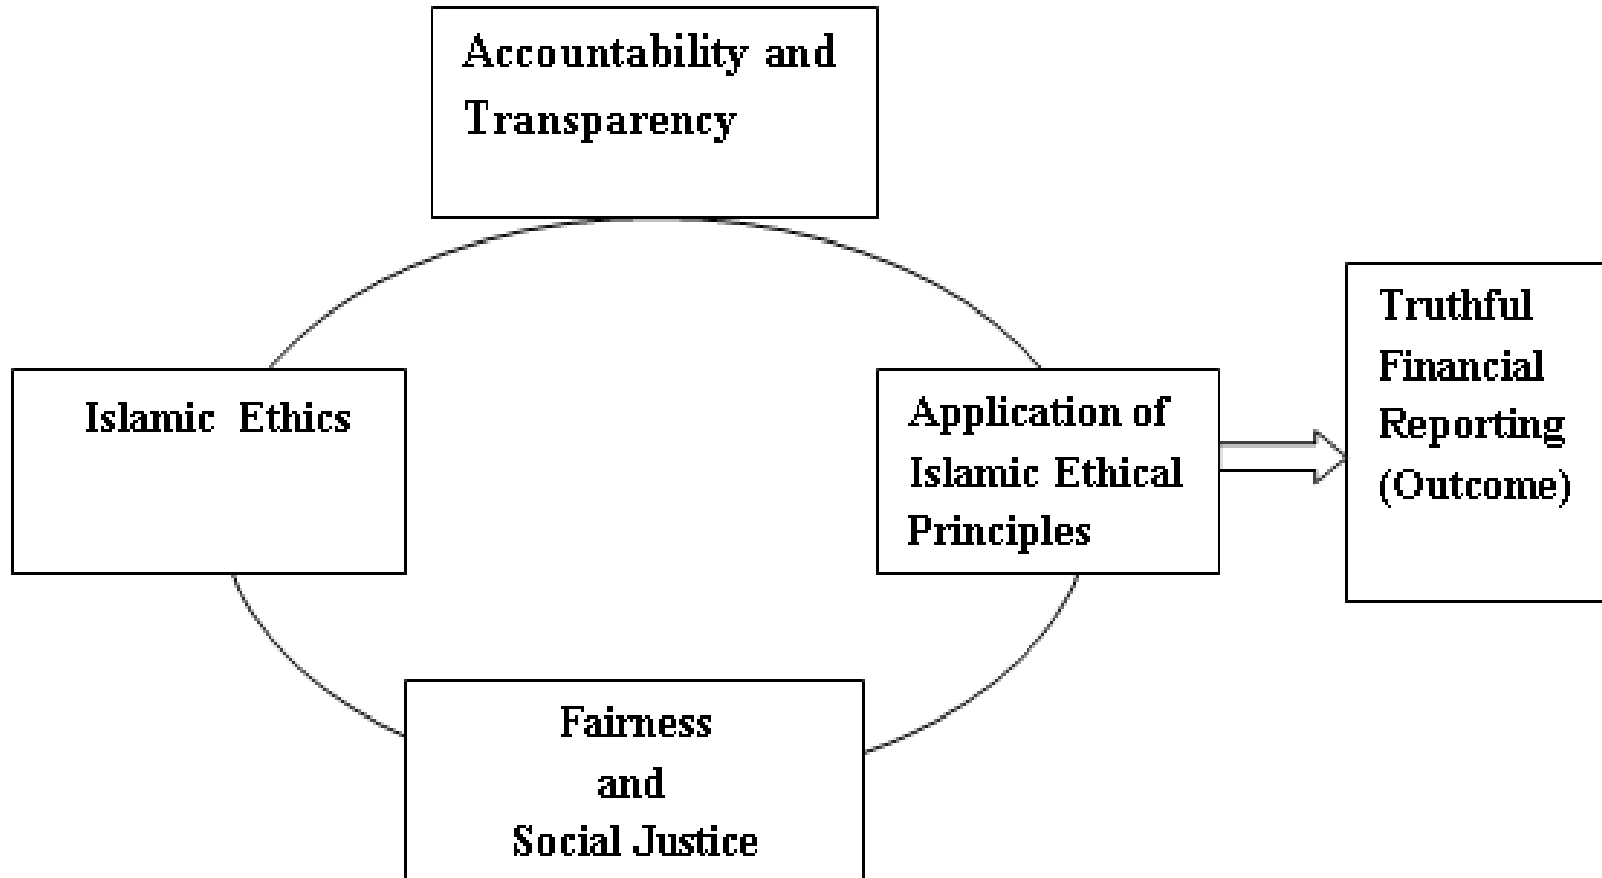 Accountability and
Transparency
Islamic Ethics
Application of
Islamic Ethical
Principles
Truthful
Financial
Reporting
(Outcome)
Fairness
and
Social Justice